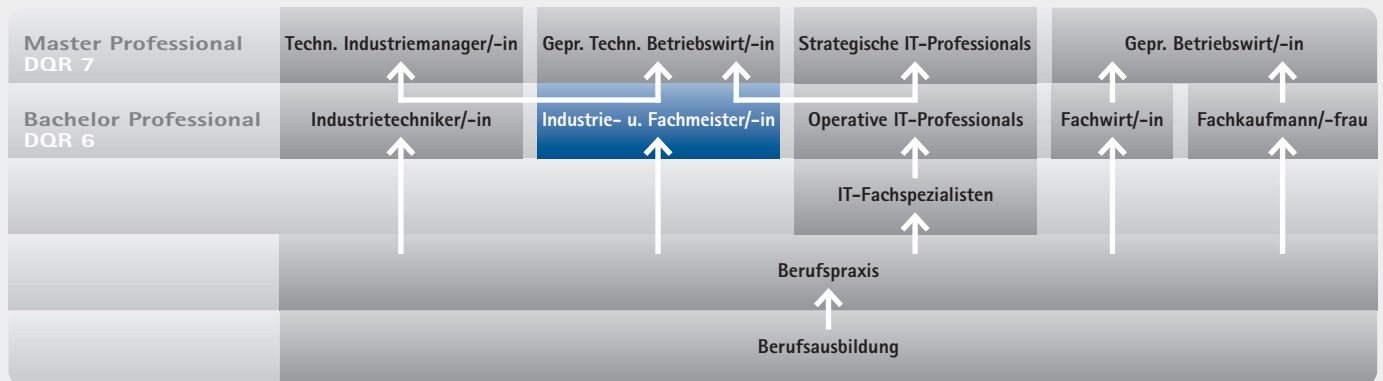 Master Professional
DQR 7
Techn. Industriemanager/-in
Gepr. Techn. Betriebswirt/-in
Strategische IT-Professionals
Gepr. Betriebswirt/-in
Bachelor Professional
DQR 6
Industrietechniker/-in
Industrie- u. Fachmeister/-in
Operative IT-Professionals
Fachwirt/-in
Fachkaufmann/-frau
IT-Fachspezialisten
Berufspraxis
Berufsausbildung